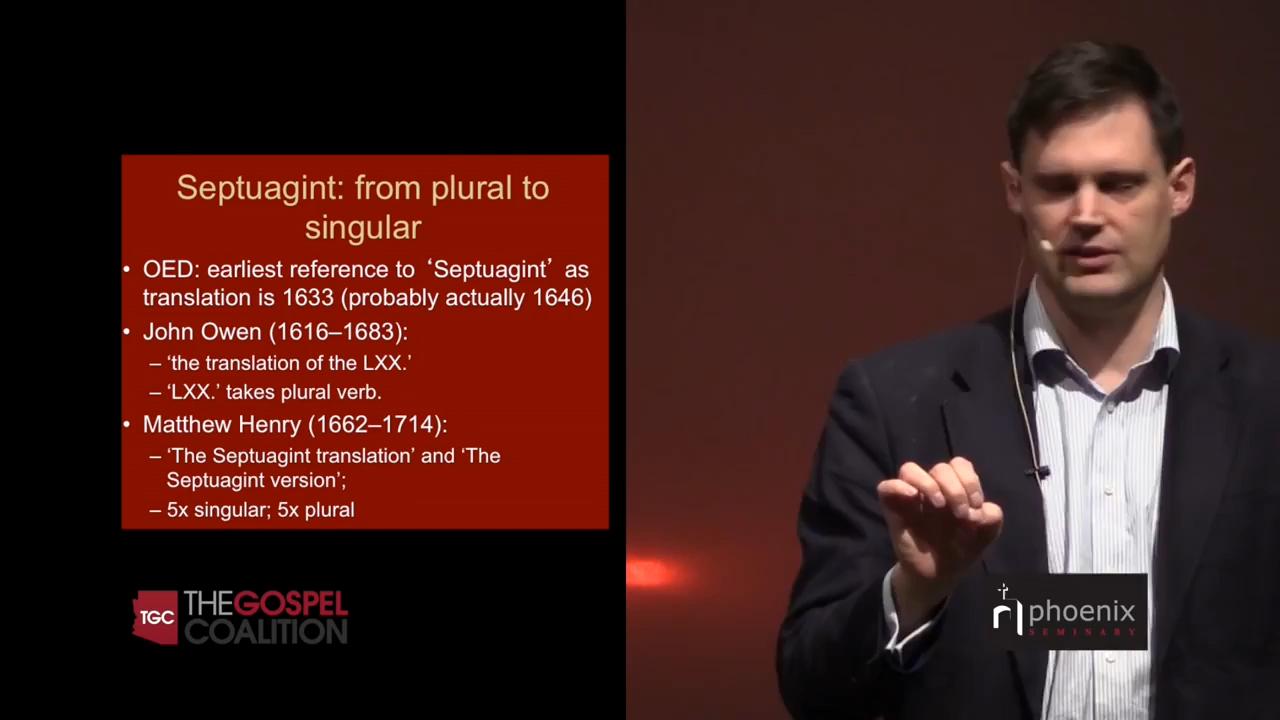 Septuagint: from plural to
singular
• OED: earliest reference to ‘Septuagint’ as
translation is 1633 (probably actually 1646)
• John Owen (1616–1683):
– ‘the translation of the LXX.’
– ‘LXX.’ takes plural verb.
• Matthew Henry (1662–1714):
– ‘The Septuagint translation’ and ‘The
Septuagint version’;
– 5x singular; 5x plural
TGC
THEGOSPEL
COALITION
phoenix
SEMINARY